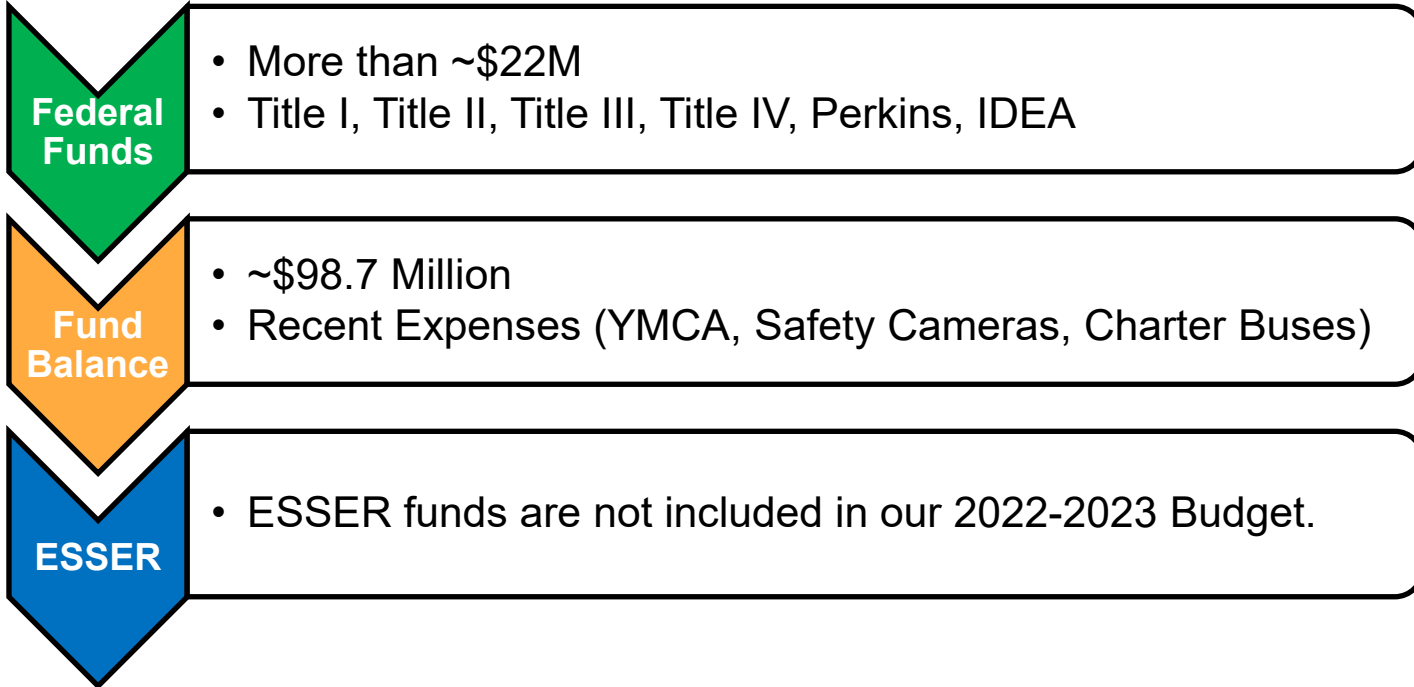 Federal
Funds
• More than ~$22M
• Title I, Title II, Title III, Title IV, Perkins, IDEA
Fund
Balance
• ~$98.7 Million
• Recent Expenses (YMCA, Safety Cameras, Charter Buses)
ESSER
• ESSER funds are not included in our 2022-2023 Budget.